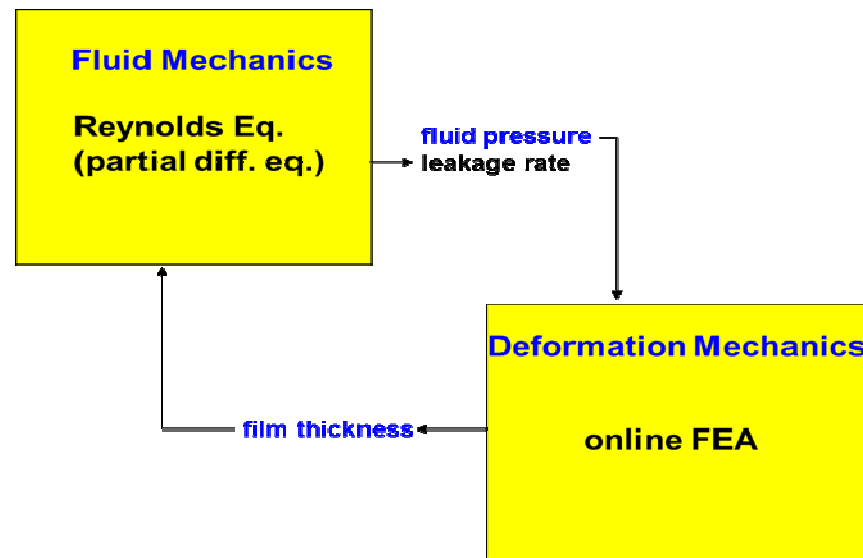 Fluid Mechanics
Reynolds Eq.
(partial diff. eq.)
fluid pressure
leakage rate
Deformation Mechanics
film thickness
online FEA